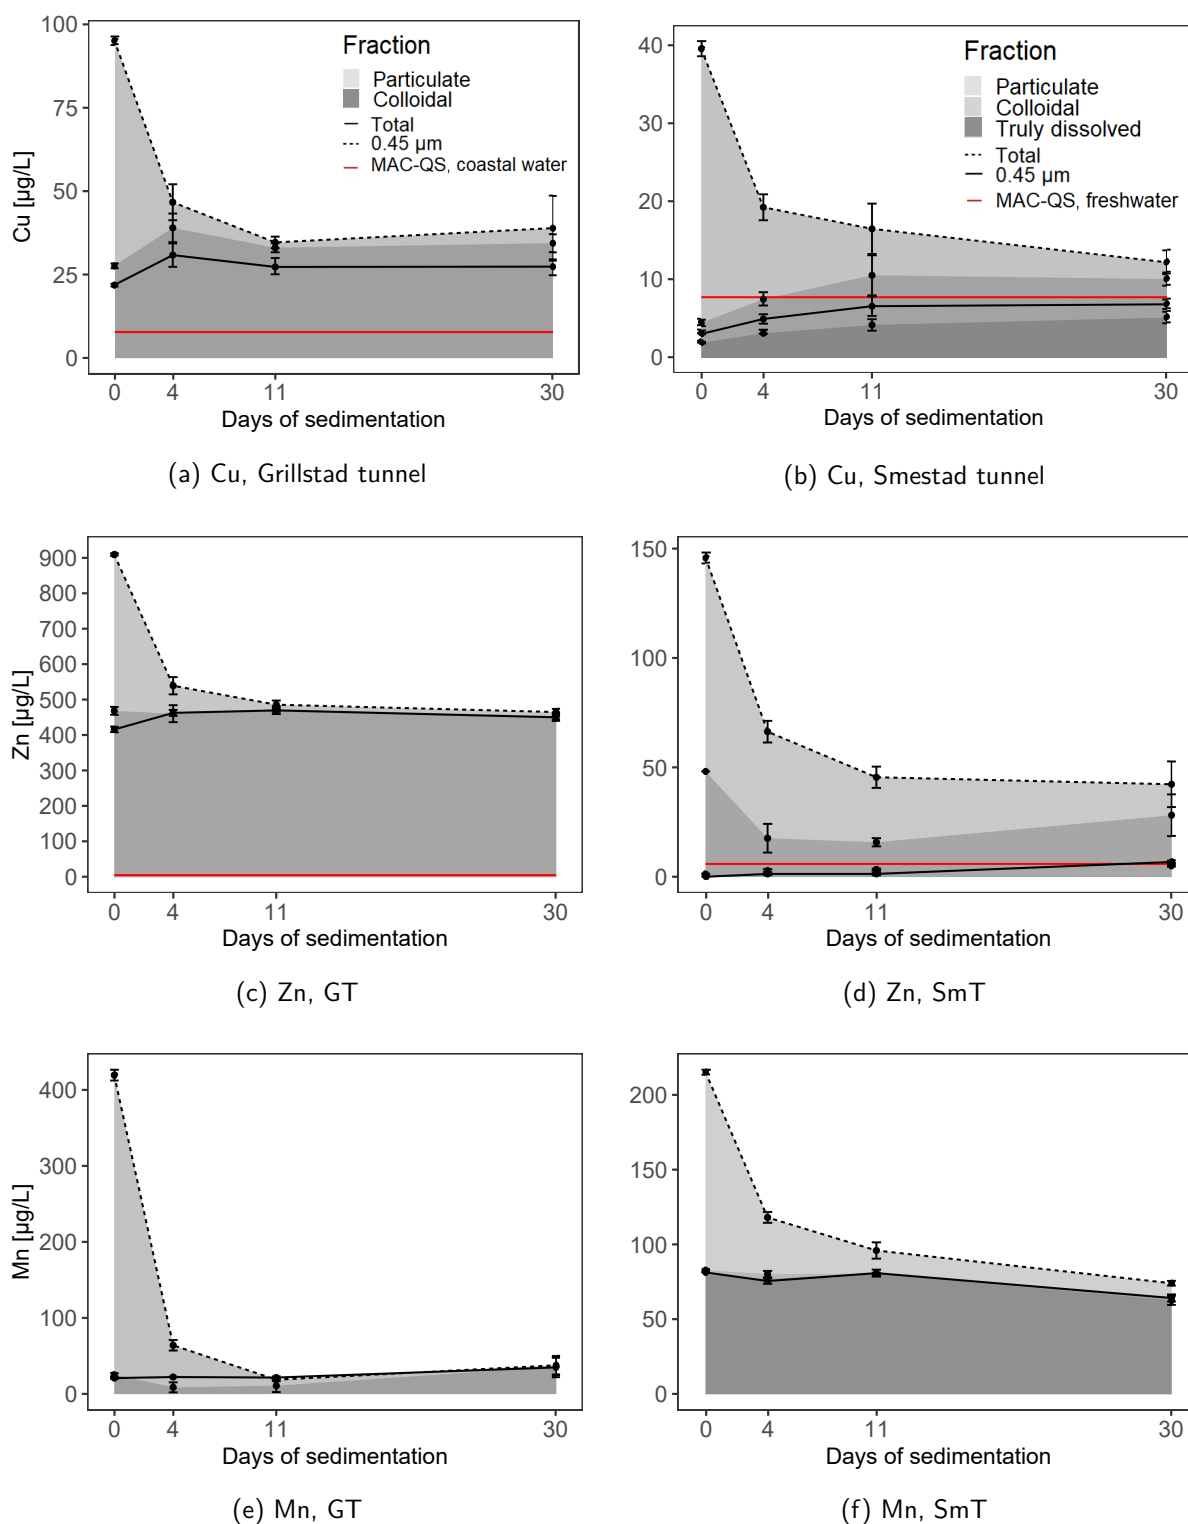 100
75
50
25
0
Cu [µg/L]
Fraction
Particulate
Colloidal
Total
0.45 µm
MAC-QS, coastal water
0 4 11 30
Days of sedimentation
(a) Cu, Grillstad tunnel
40
30
20
10
0
Fraction
Particulate
Colloidal
Truly dissolved
Total
0.45 µm
MAC-QS, freshwater
0 4 11 30
Days of sedimentation
(b) Cu, Smestad tunnel
900
800
700
600
500
400
300
200
100
0
Zn [µg/L]
0 4 11 30
Days of sedimentation
(c) Zn, GT
150
100
50
0
0 4 11 30
Days of sedimentation
(d) Zn, SmT
400
300
200
100
0
Mn [µg/L]
0 4 11 30
Days of sedimentation
(e) Mn, GT
200
150
100
50
0
0 4 11 30
Days of sedimentation
(f) Mn, SmT